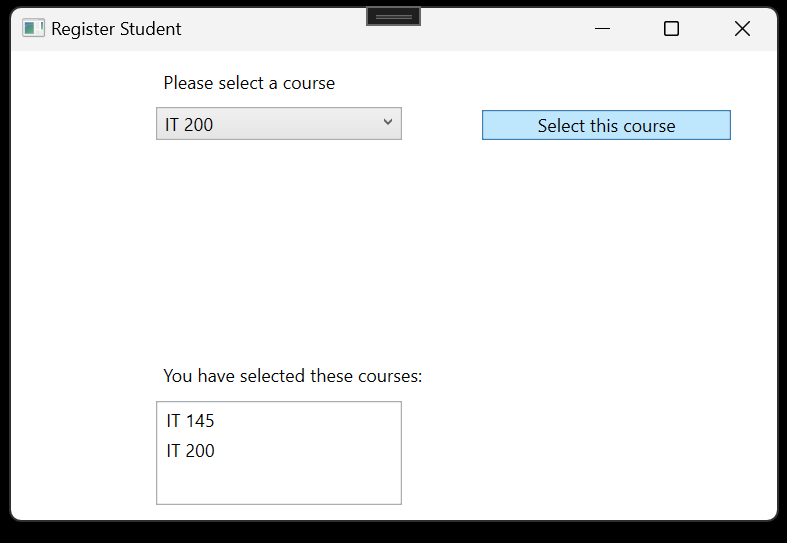 Register Student
Please select a course
IT 200
Select this course
You have selected these courses:
IT 145
IT 200